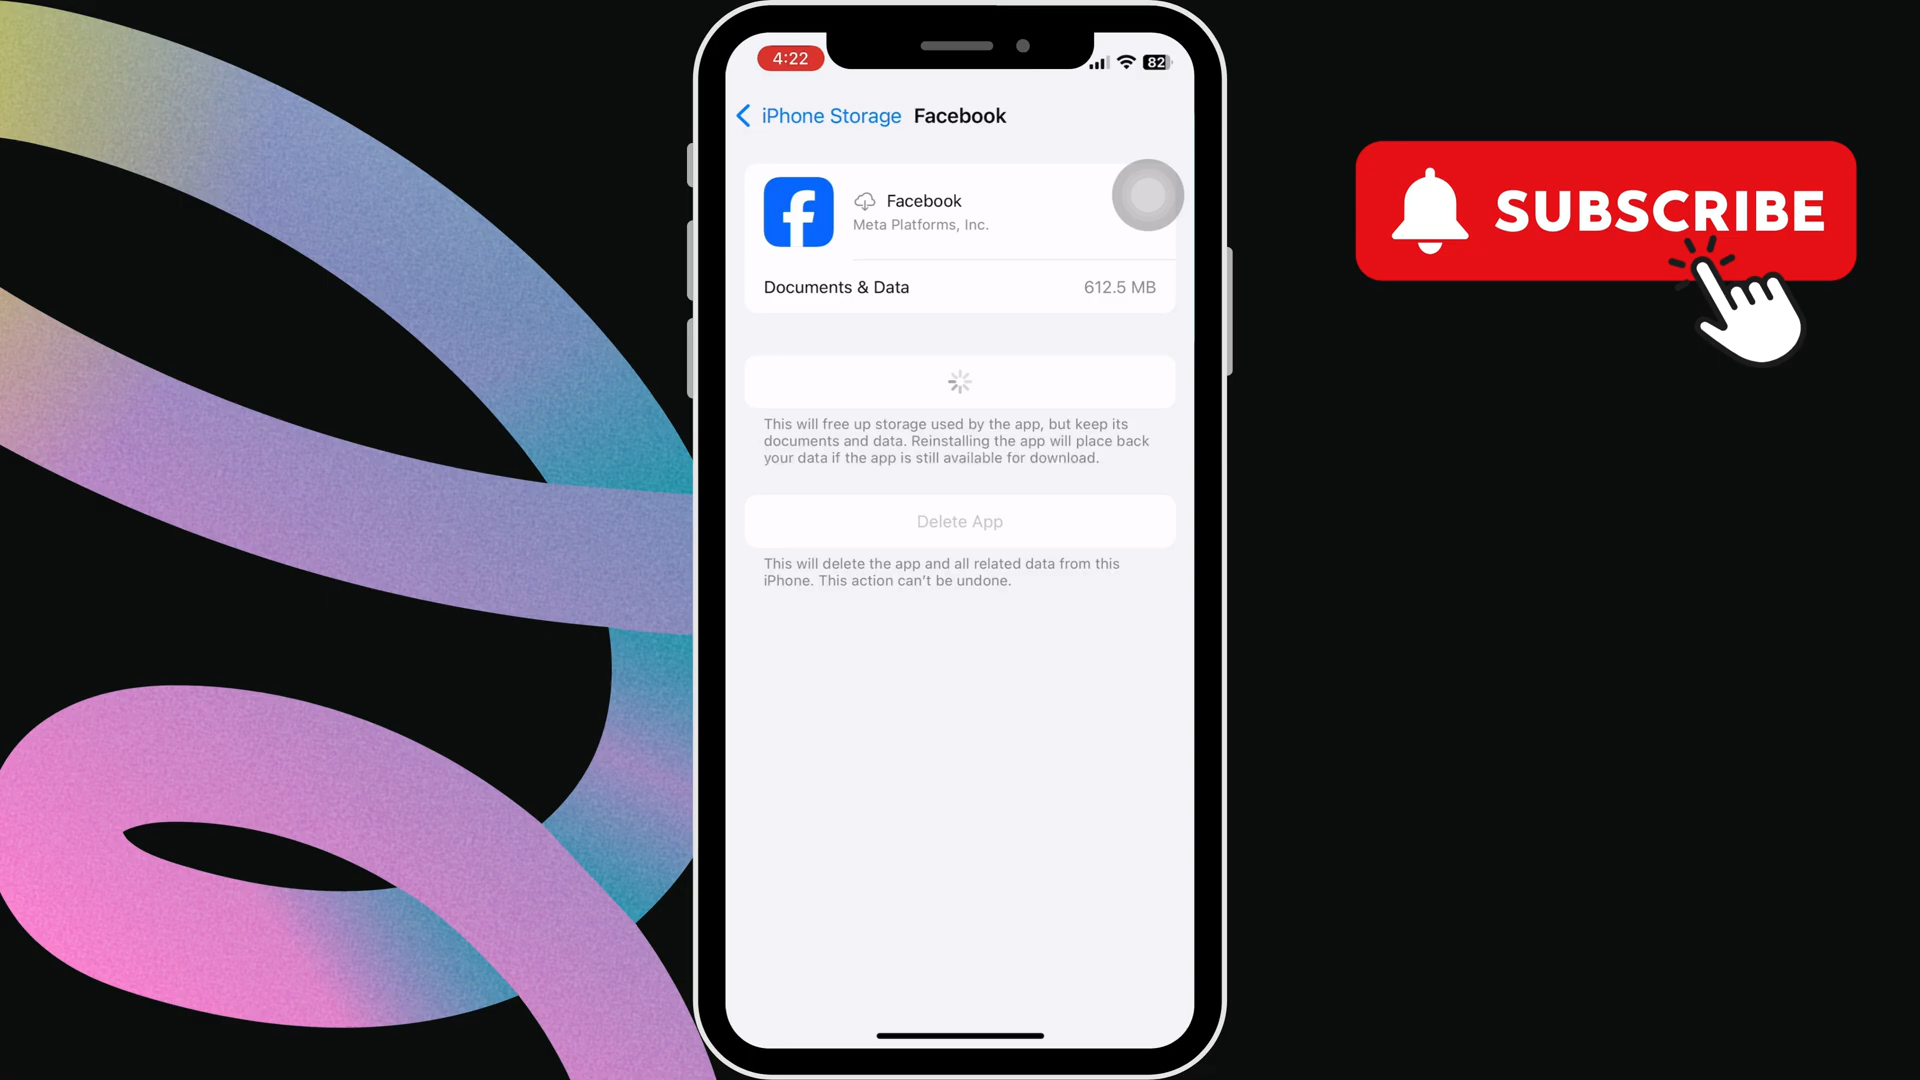 4:22
82
iPhone Storage Facebook
Facebook
Meta Platforms, Inc.
Documents & Data 612.5 MB
This will free up storage used by the app, but keep its
documents and data. Reinstalling the app will place back
your data if the app is still available for download.
Delete App
This will delete the app and all related data from this
iPhone. This action can’t be undone.
SUBSCRIBE